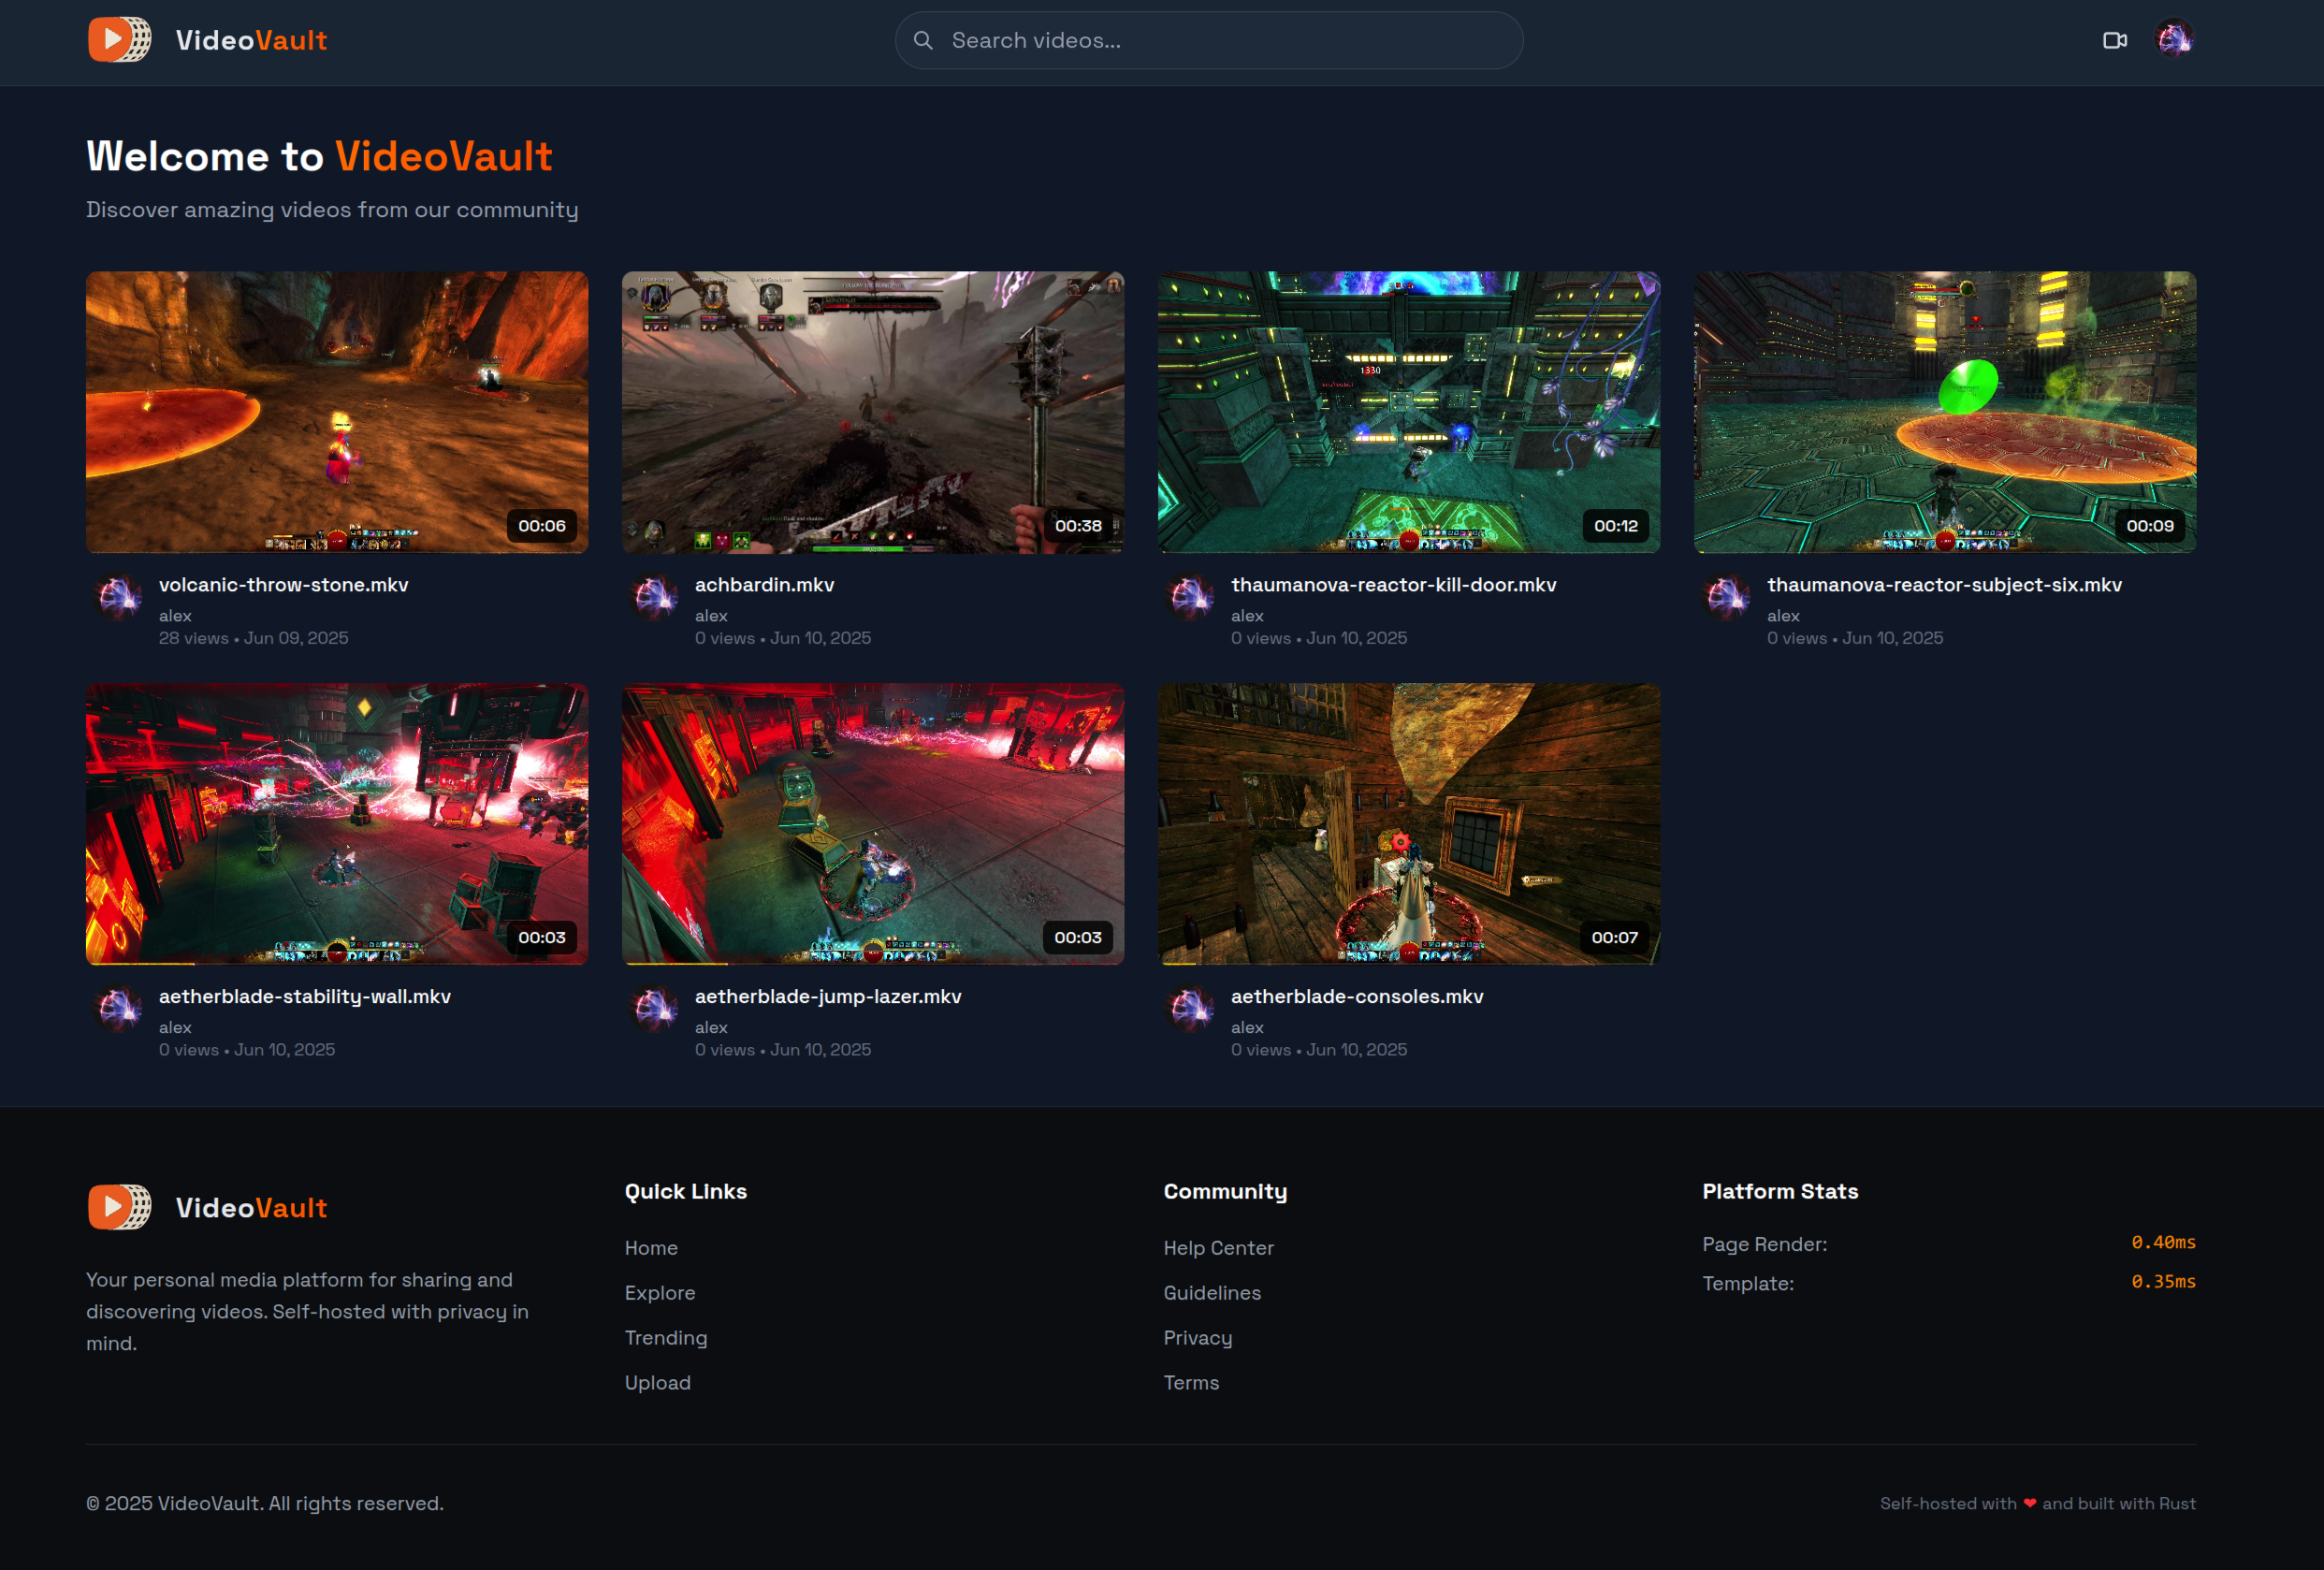 VideoVault
Search videos...
Welcome to VideoVault
Discover amazing videos from our community
00:06
00:38
1330
00:12
00:09
volcanic-throw-stone.mkv
alex
28 views • Jun 09, 2025
achbardin.mkv
alex
0 views • Jun 10, 2025
thaumanova-reactor-kill-door.mkv
alex
0 views • Jun 10, 2025
thaumanova-reactor-subject-six.mkv
alex
0 views • Jun 10, 2025
00:03
00:03
00:07
aetherblade-stability-wall.mkv
alex
0 views • Jun 10, 2025
aetherblade-jump-lazer.mkv
alex
0 views • Jun 10, 2025
aetherblade-consoles.mkv
alex
0 views • Jun 10, 2025
VideoVault
Your personal media platform for sharing and
discovering videos. Self-hosted with privacy in
mind.
Quick Links
Home
Explore
Trending
Upload
Community
Help Center
Guidelines
Privacy
Terms
Platform Stats
Page Render: 0.40ms
Template: 0.35ms
© 2025 VideoVault. All rights reserved.
Self-hosted with ❤ and built with Rust